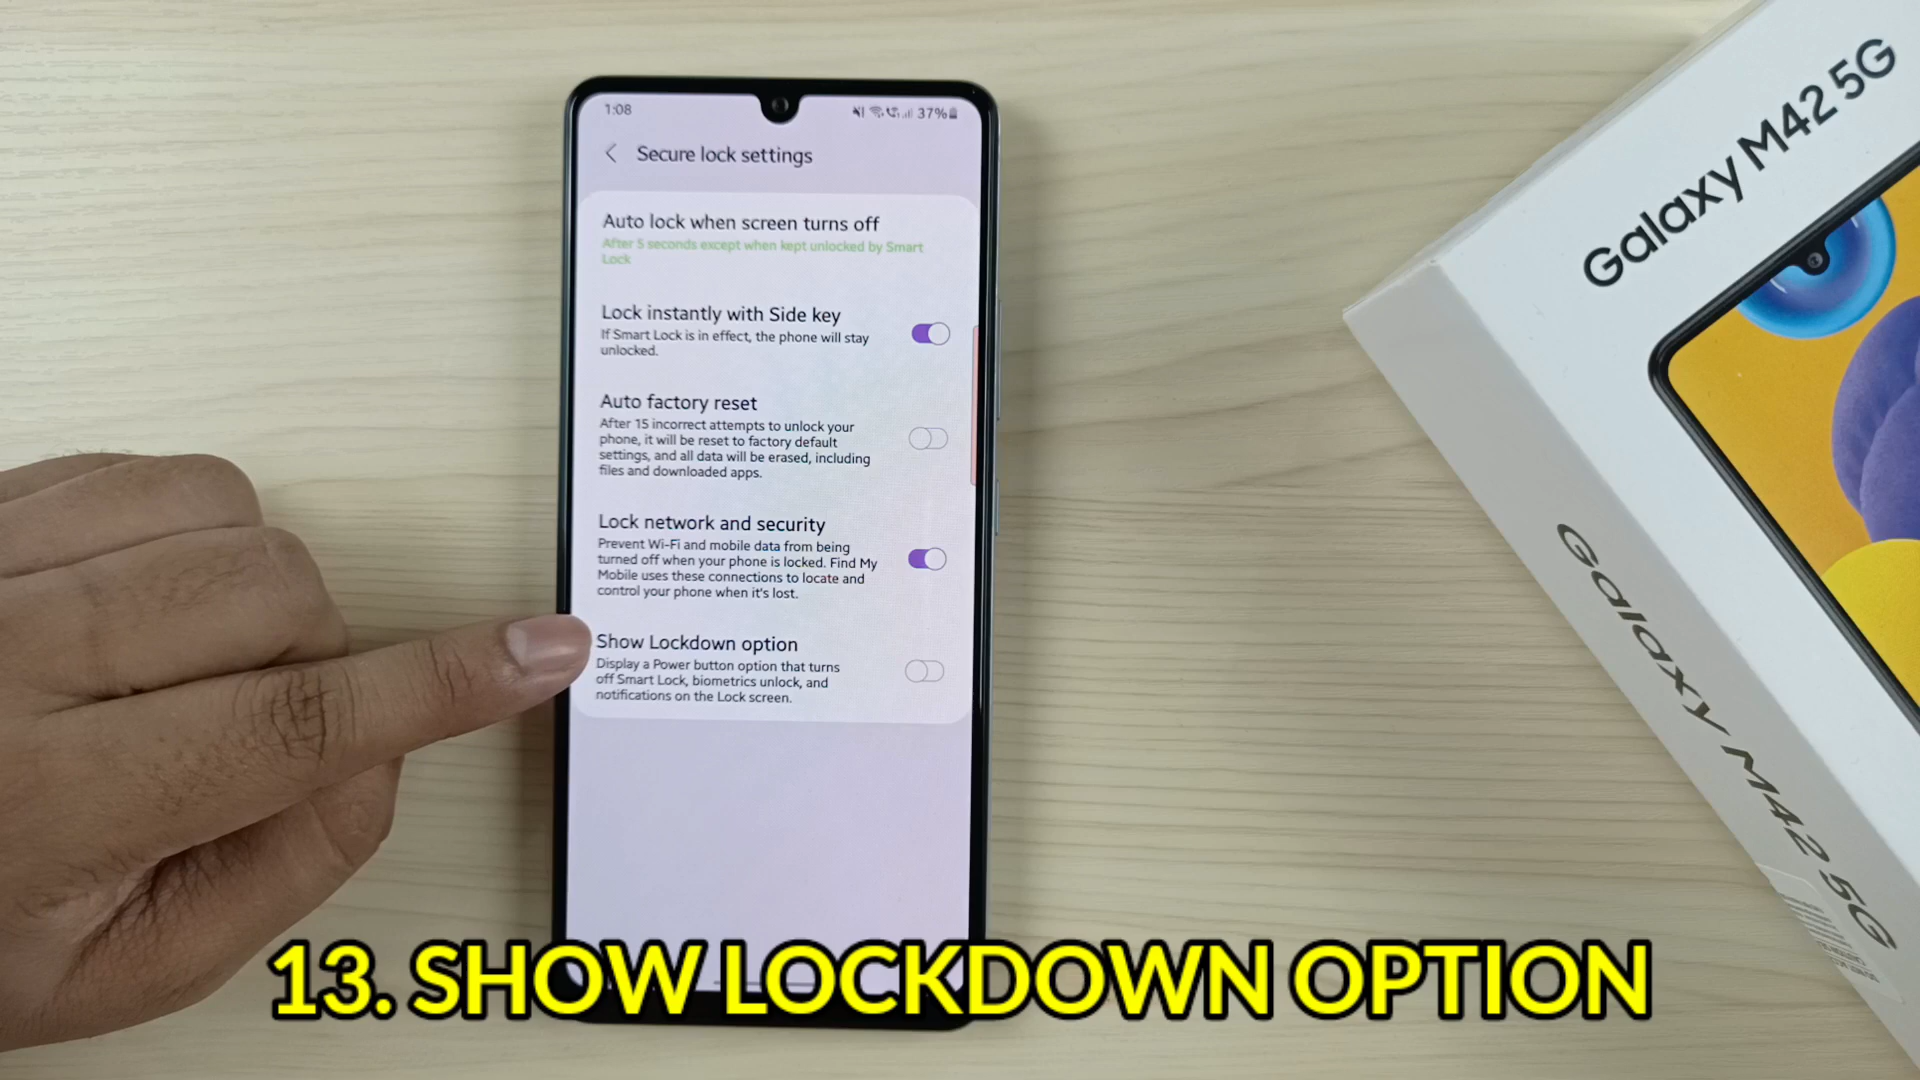 1:08
37%
Secure lock settings
Auto lock when screen turns off
After 5 seconds except when kept unlocked by Smart
Lock
Lock instantly with Side key
If Smart Lock is in effect, the phone will stay
unlocked.
Auto factory reset
After 15 incorrect attempts to unlock your
phone, it will be reset to factory default
settings, and all data will be erased, including
files and downloaded apps.
Lock network and security
Prevent Wi-Fi and mobile data from being
turned off when your phone is locked. Find My
Mobile uses these connections to locate and
control your phone when it's lost.
Show Lockdown option
Display a Power button option that turns
off Smart Lock, biometrics unlock, and
notifications on the Lock screen.
Galaxy M42 5G
Galaxy M42 5G
13. SHOW LOCKDOWN OPTION